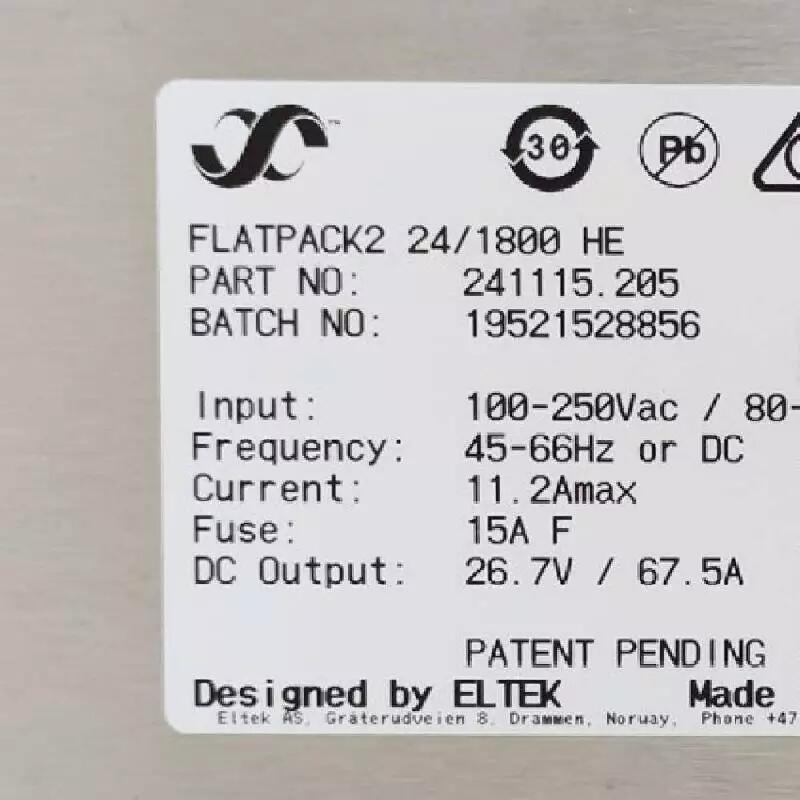 ™
30 Pb
FLATPACK2 24/1800 HE
PART NO: 241115.205
BATCH NO: 19521528856
Input: 100-250Vac / 80-
Frequency: 45-66Hz or DC
Current: 11.2Amax
Fuse: 15A F
DC Output: 26.7V / 67.5A
PATENT PENDING
Designed by ELTEK Made
Eltek AS, Gråterudveien 8, Drammen, Norway, Phone +47